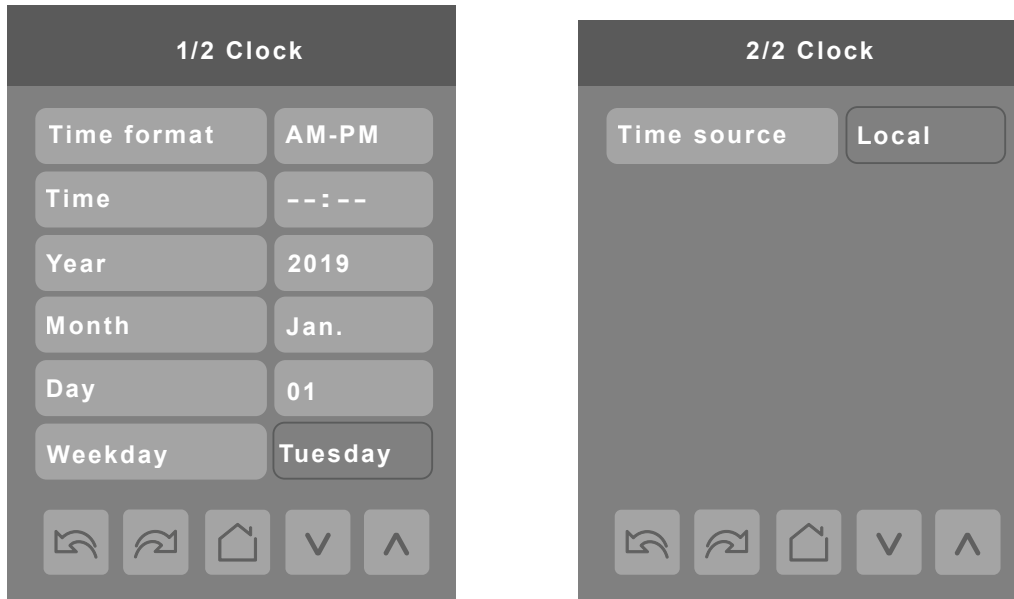 1/2 Clock
Time format AM-PM
Time --:--
Year 2019
Month Jan.
Day 01
Weekday Tuesday
2/2 Clock
Time source Local